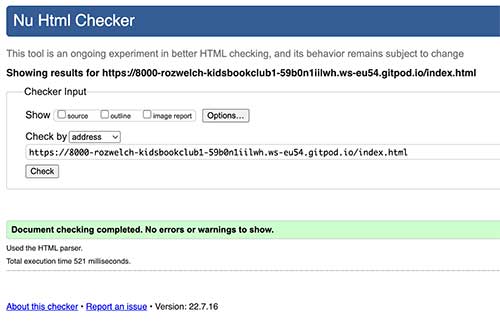 Nu Html Checker
This tool is an ongoing experiment in better HTML checking, and its behavior remains subject to change
Showing results for https://8000-rozwelch-kidsbookclub1-59b0n1iilwh.ws-eu54.gitpod.io/index.html
Checker Input
Show source outline image report Options...
Check by address
https://8000-rozwelch-kidsbookclub1-59b0n1iilwh.ws-eu54.gitpod.io/index.html
Check
Document checking completed. No errors or warnings to show.
Used the HTML parser.
Total execution time 521 milliseconds.
About this checker • Report an issue • Version: 22.7.16